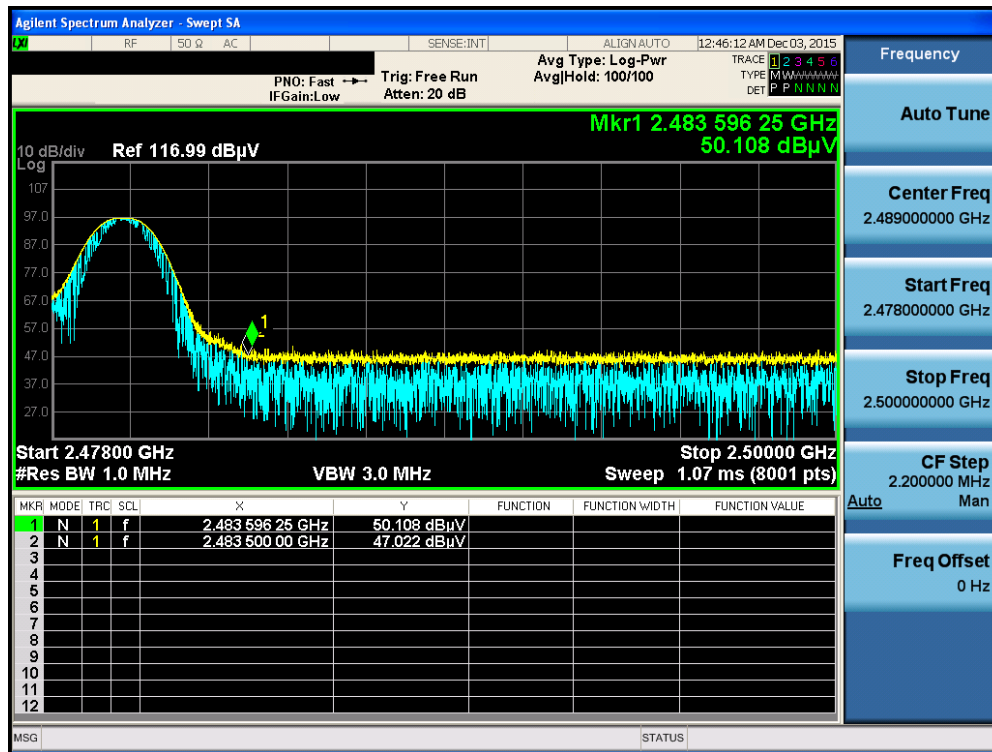 Agilent Spectrum Analyzer - Swept SA
LXI RF 50 Ω AC SENSE:INT ALIGN AUTO 12:46:12 AM Dec 03, 2015
Avg Type: Log-Pwr TRACE 1 2 3 4 5 6
PNO: Fast Trig: Free Run Avg|Hold: 100/100 TYPE M W W W W W
IFGain:Low Atten: 20 dB DET P P N N N N
Mkr1 2.483 596 25 GHz
10 dB/div Ref 116.99 dBµV 50.108 dBµV
Log
107
97.0
87.0
77.0
67.0
57.0
47.0
37.0
27.0
1
Start 2.47800 GHz Stop 2.50000 GHz
#Res BW 1.0 MHz VBW 3.0 MHz Sweep 1.07 ms (8001 pts)
MKR MODE TRC SCL X Y FUNCTION FUNCTION WIDTH FUNCTION VALUE
1 N 1 f 2.483 596 25 GHz 50.108 dBµV
2 N 1 f 2.483 500 00 GHz 47.022 dBµV
3
4
5
6
7
8
9
10
11
12
MSG STATUS
Frequency
Auto Tune
Center Freq
2.489000000 GHz
Start Freq
2.478000000 GHz
Stop Freq
2.500000000 GHz
CF Step
2.200000 MHz
Auto Man
Freq Offset
0 Hz